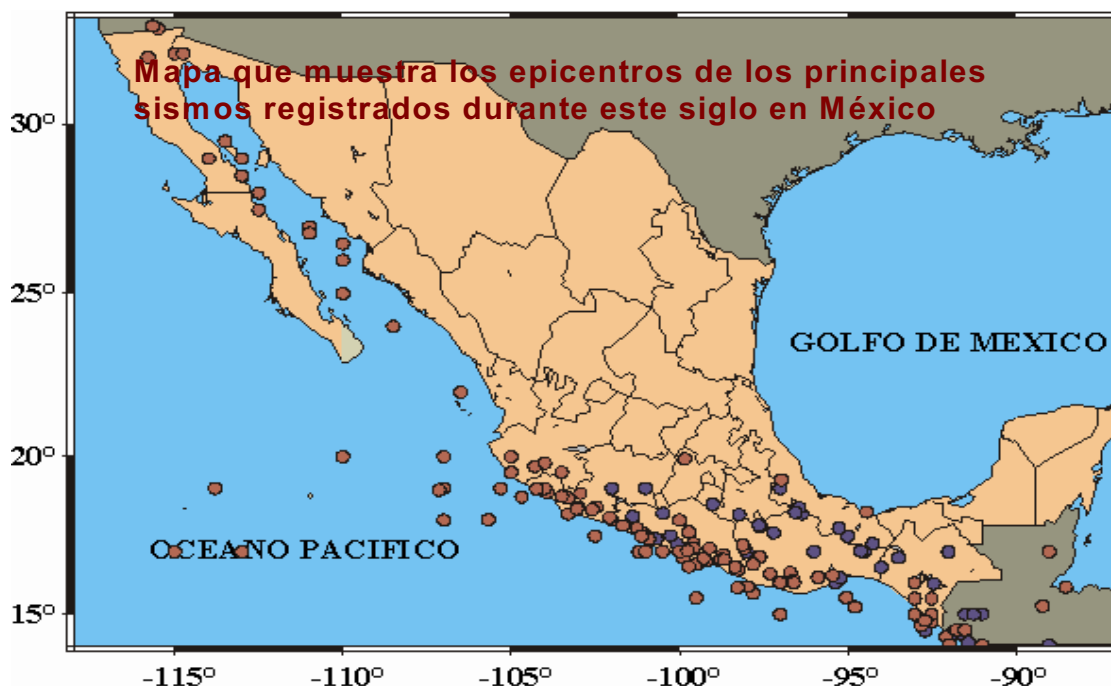 Mapa que muestra los epicentros de los principales
sismos registrados durante este siglo en México
30°
25°
GOLFO DE MEXICO
20°
OCEANO PACIFICO
15°
-115° -110° -105° -100° -95° -90°